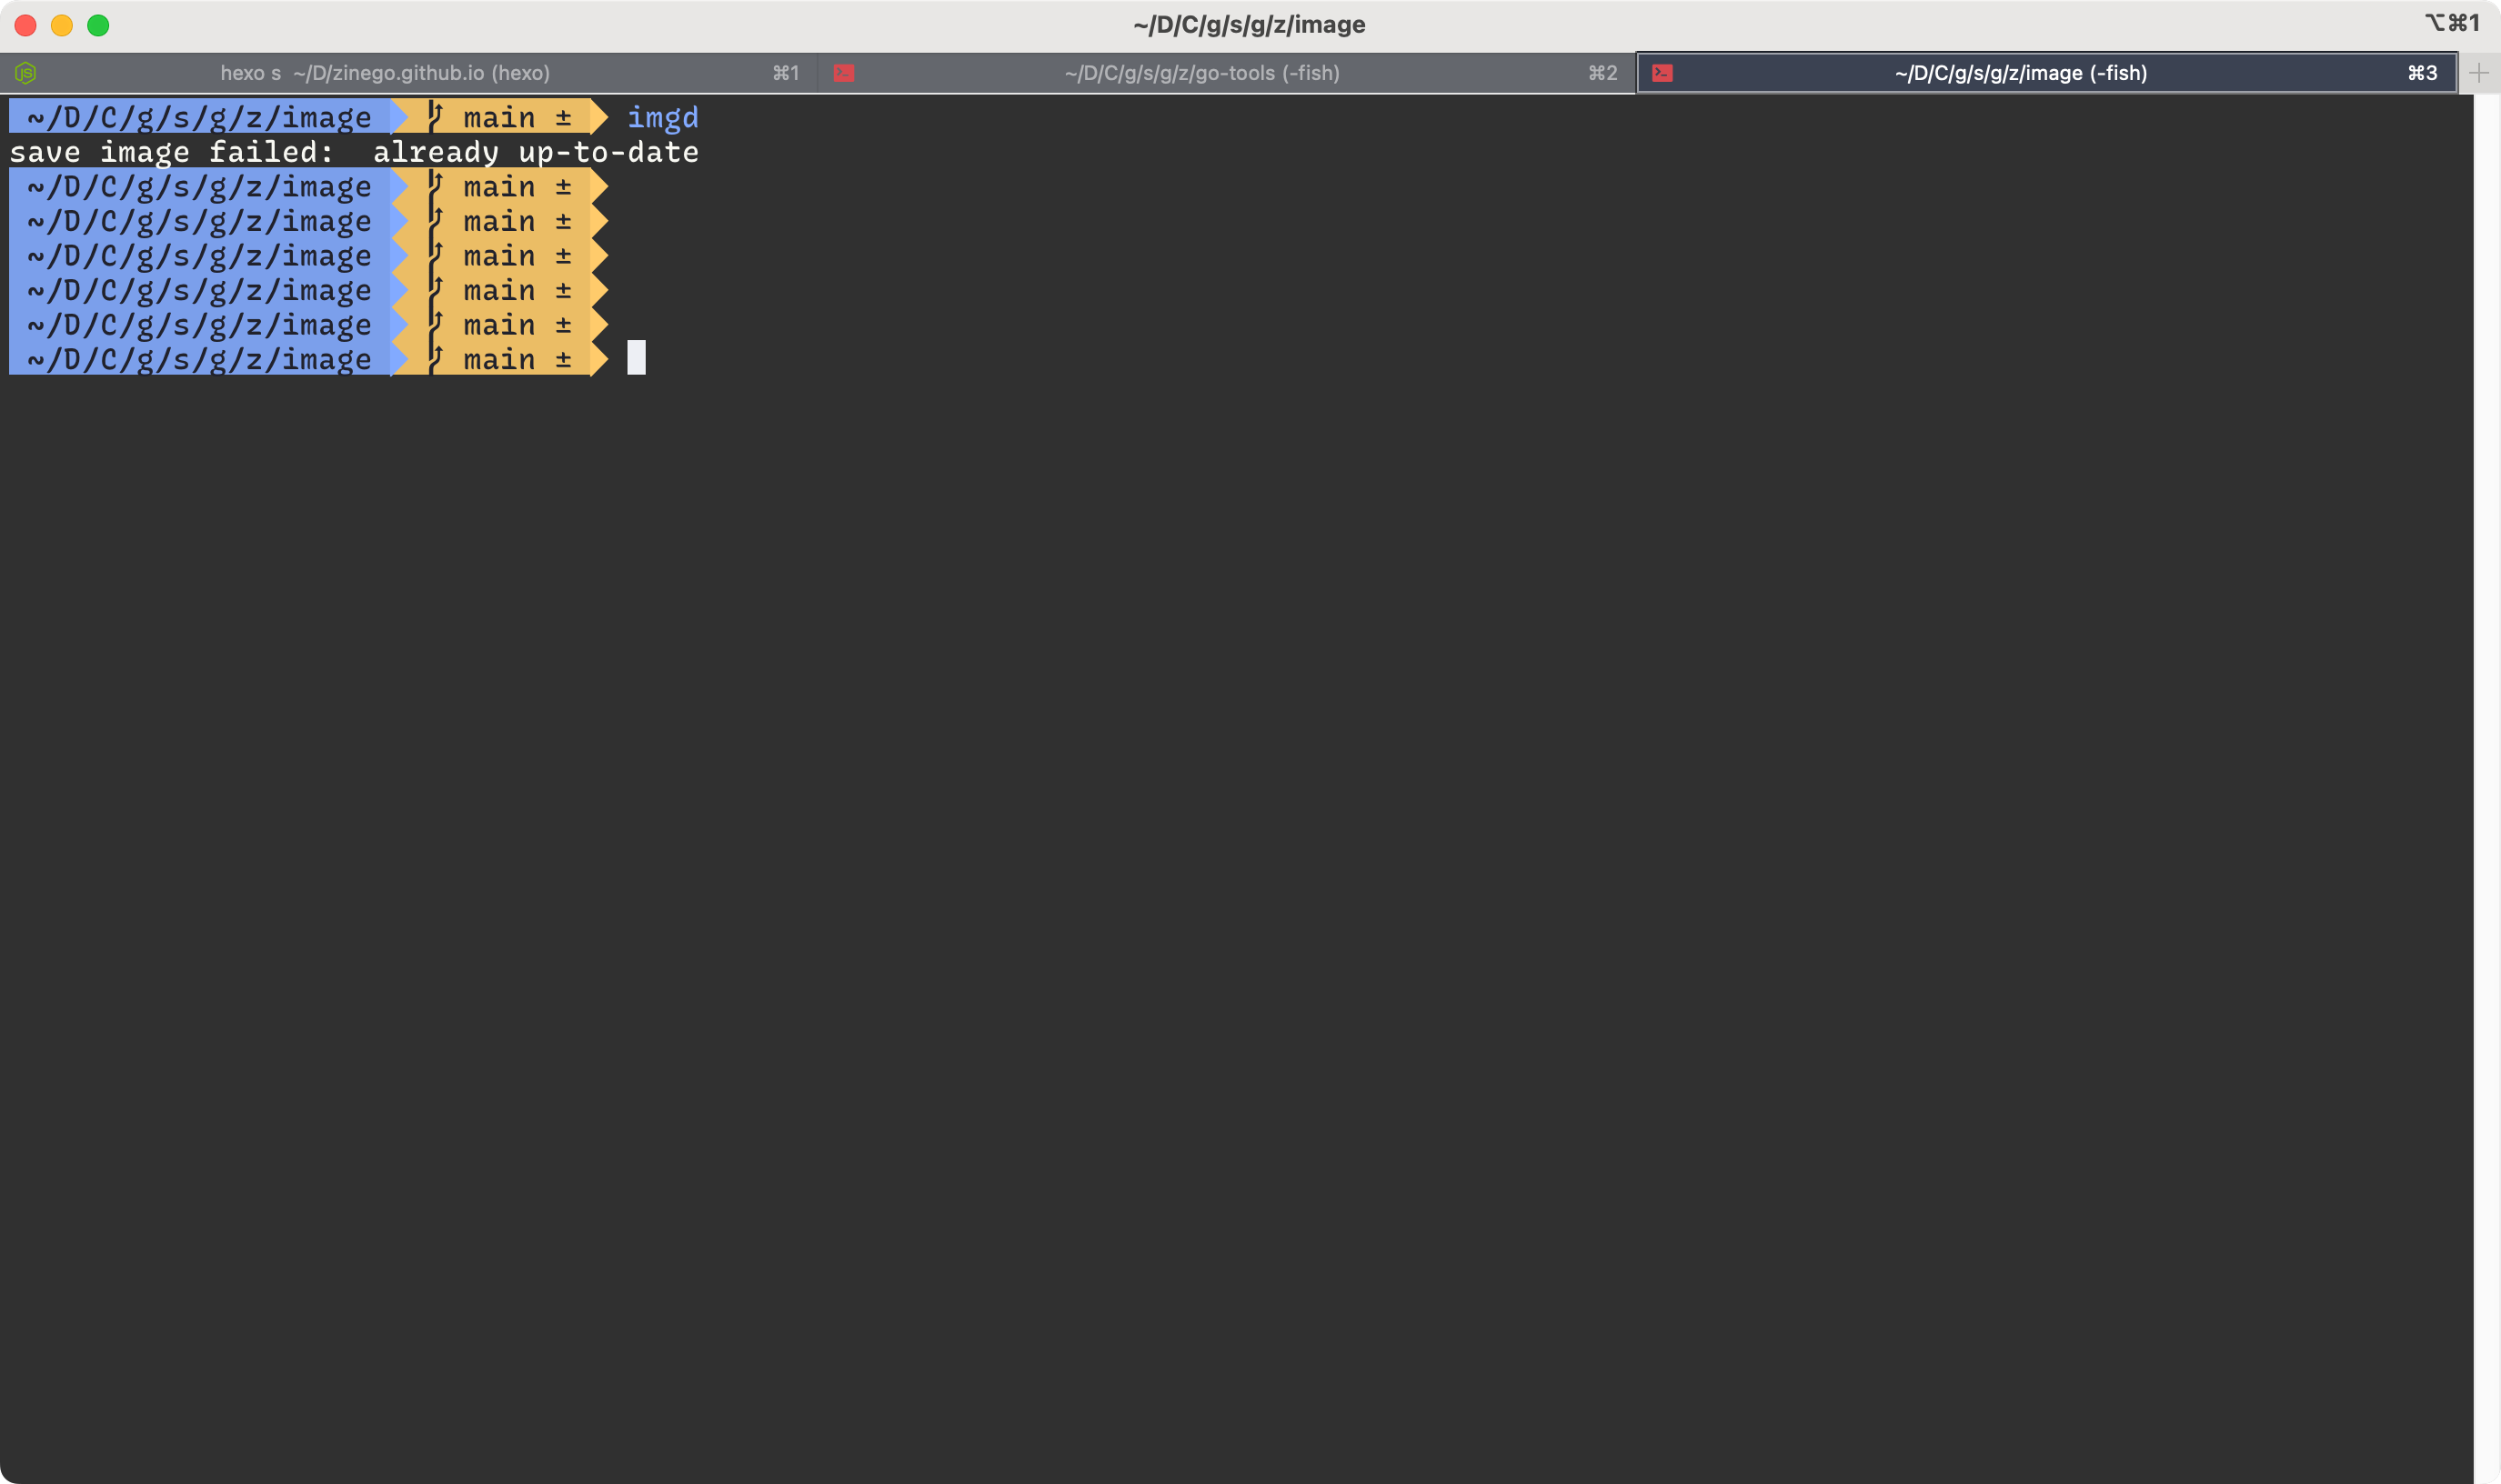 ~/D/C/g/s/g/z/image
⌥⌘1
hexo s ~/D/zinego.github.io (hexo) ⌘1
~/D/C/g/s/g/z/go-tools (-fish) ⌘2
~/D/C/g/s/g/z/image (-fish) ⌘3
~/D/C/g/s/g/z/image main ± imgd
save image failed:  already up-to-date
~/D/C/g/s/g/z/image main ±
~/D/C/g/s/g/z/image main ±
~/D/C/g/s/g/z/image main ±
~/D/C/g/s/g/z/image main ±
~/D/C/g/s/g/z/image main ±
~/D/C/g/s/g/z/image main ±